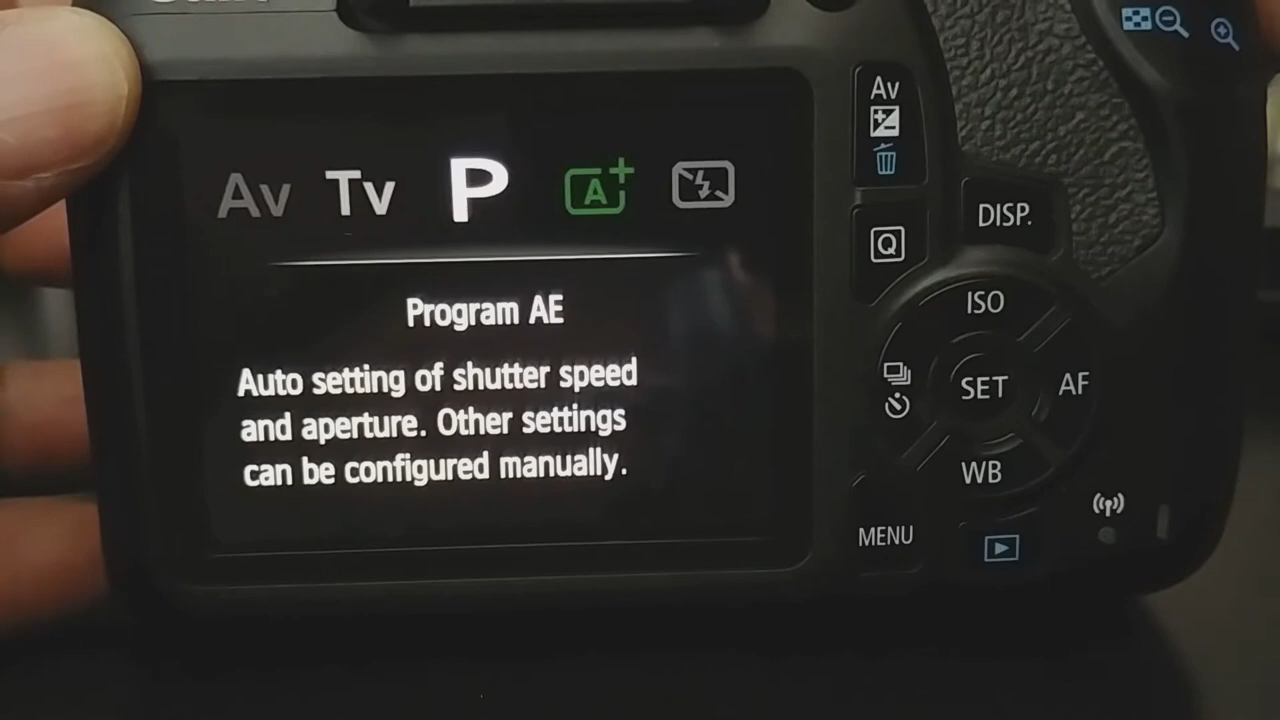 Av Tv P A+
Program AE
Auto setting of shutter speed
and aperture. Other settings
can be configured manually.
Av
Q
DISP.
ISO
SET
AF
WB
MENU